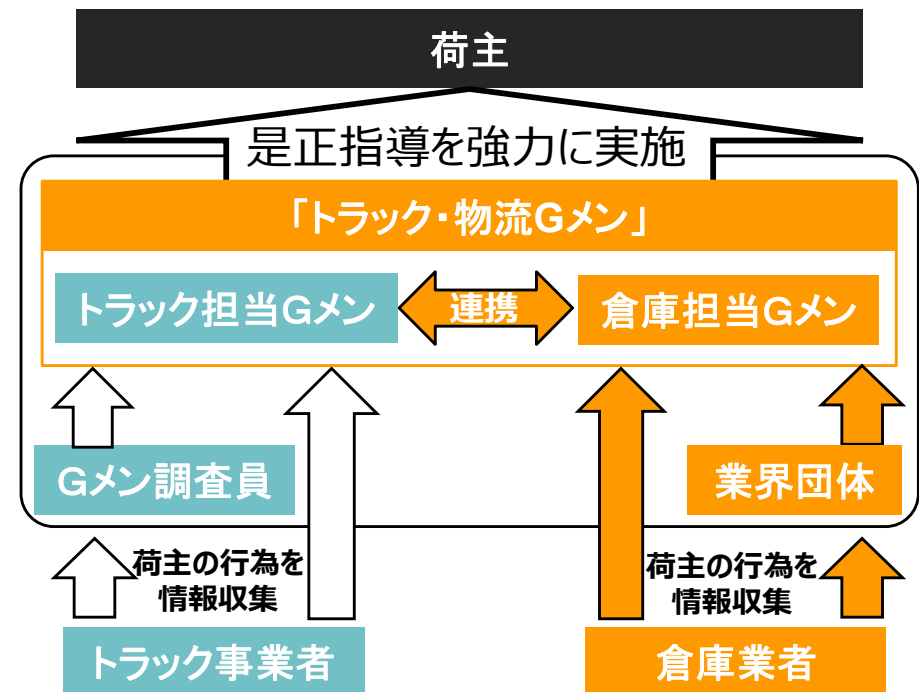 荷主
是正指導を強力に実施
「トラック・物流Gメン」
トラック担当Gメン
連携
倉庫担当Gメン
Gメン調査員
業界団体
荷主の行為を
情報収集
荷主の行為を
情報収集
トラック事業者
倉庫業者